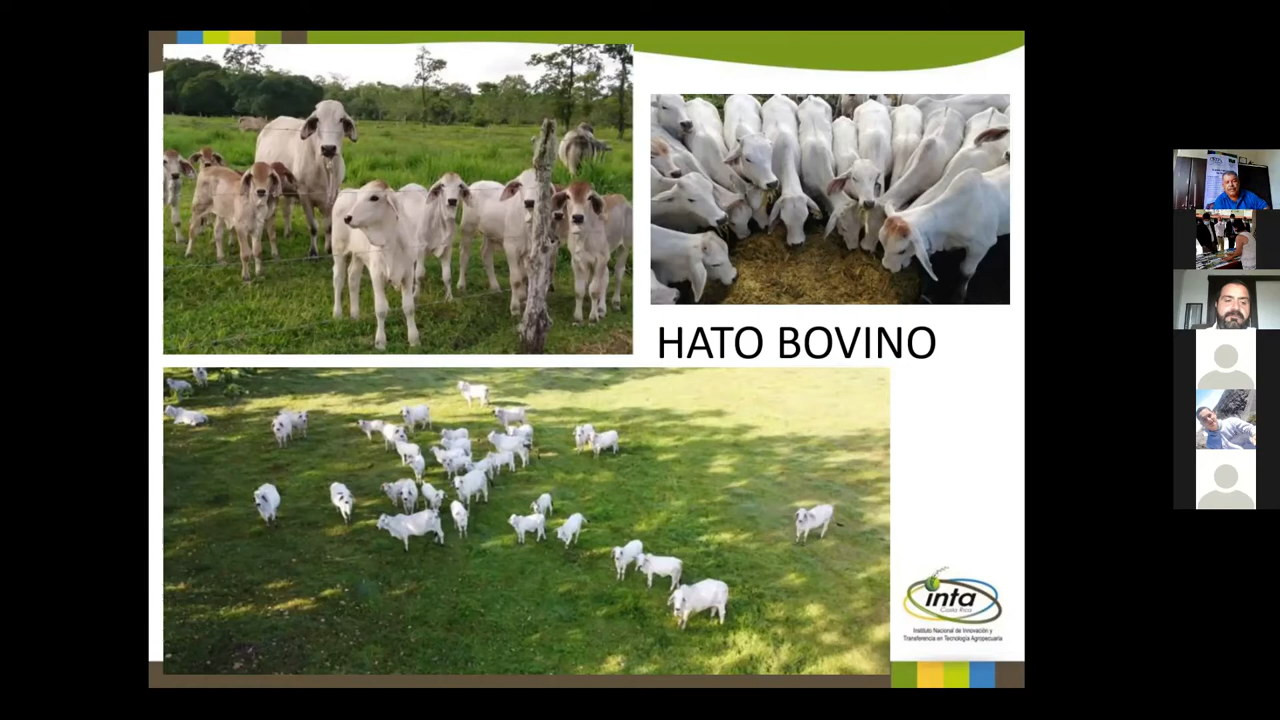 HATO BOVINO
inta
Costa Rica
Instituto Nacional de Innovación y
Transferencia en Tecnología Agropecuaria